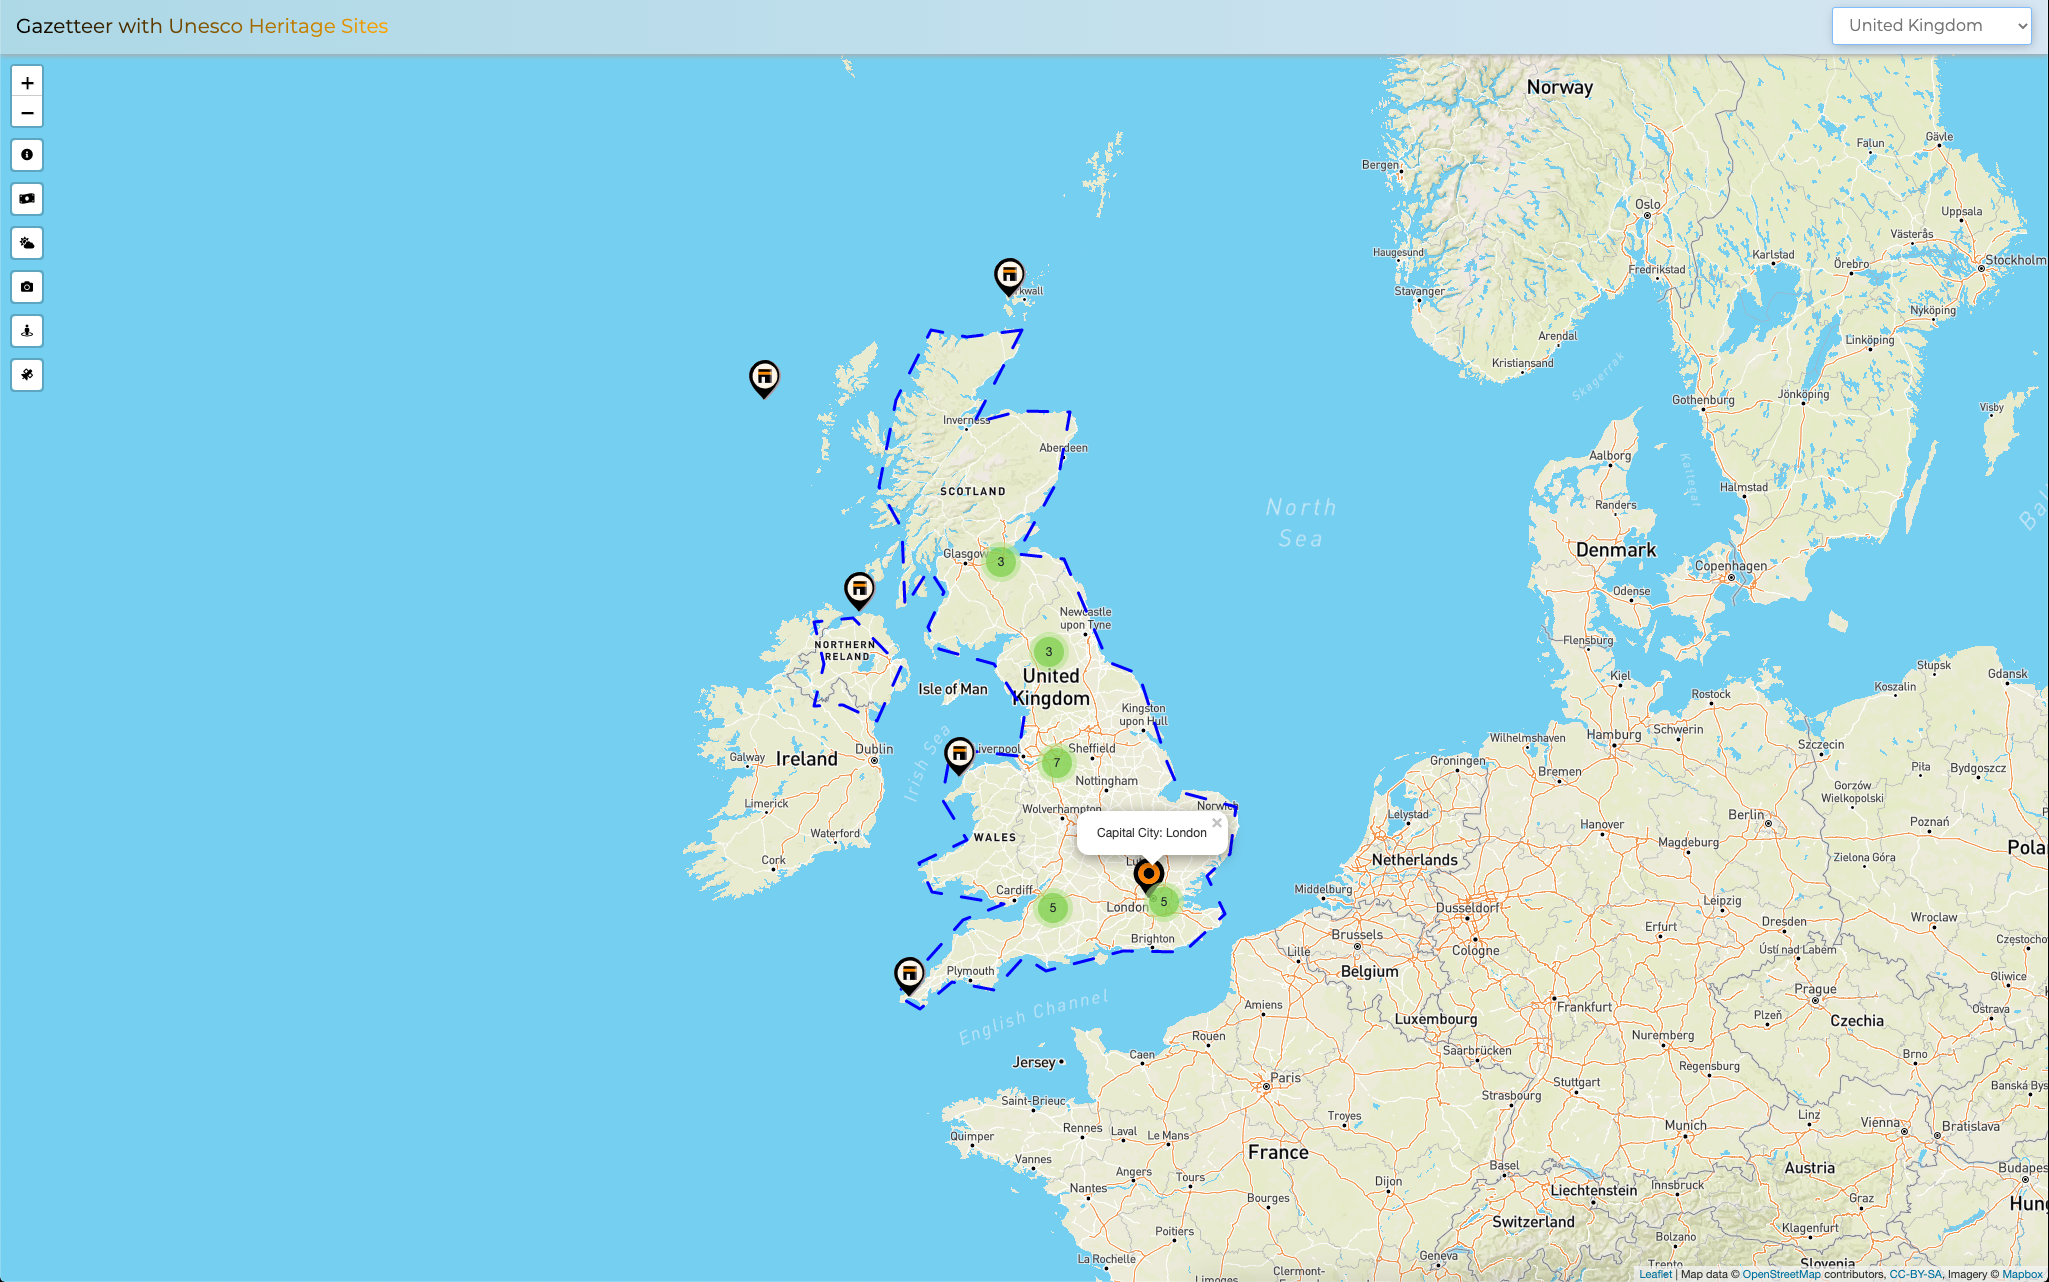 Gazetteer with Unesco Heritage Sites
United Kingdom
+
−
Norway
Gävle
Falun
Bergen
Oslo
Uppsala
Västerås
Haugesund
Karlstad
Örebro
Stockholm
Fredrikstad
Stavanger
Nyköping
Arendal
Linköping
Kristiansand
Skagerrak
Jönköping
Gothenburg
Visby
kwall
Inverness
Aberdeen
Aalborg
Kattegat
SCOTLAND
Halmstad
Randers
North
Sea
Glasgow
3
Denmark
Copenhagen
Odense
Newcastle
upon Tyne
Flensburg
NORTHERN
IRELAND
3
United
Kingdom
Isle of Man
Słupsk
Gdansk
Koszalin
Kiel
Rostock
Kingston
upon Hull
Irish Sea
Hamburg
Schwerin
Wilhelmshaven
Szczecin
Dublin
iverpool
Sheffield
Galway
Ireland
7
Groningen
Bremen
Piła
Bydgoszcz
Nottingham
Gorzów
Wielkopolski
Limerick
Wolverhampton
Norwich
Lelystad
Berlin
Hanover
Poznań
Waterford
WALES
Capital City: London
×
Magdeburg
Pola
Cork
Lu
Netherlands
Zielona Góra
Cardiff
Middelburg
5
London
5
Dusseldorf
Leipzig
Wroclaw
Dresden
Brighton
Brussels
Erfurt
Lille
Cologne
Ústí nad Labem
Częstocho
Plymouth
Belgium
Gliwice
Prague
English Channel
Amiens
Frankfurt
Luxembourg
Plzeň
Czechia
Ostrava
Rouen
Nuremberg
Jersey
Caen
Saarbrücken
Brno
Paris
Regensburg
Stuttgart
Banská Bys
Saint-Brieuc
Strasbourg
Troyes
Linz
Rennes
Laval
Le Mans
Munich
Vienna
Bratislava
Quimper
France
Vannes
Basel
Austria
Budapes
Angers
Tours
Dijon
Nantes
Bourges
Liechtenstein
Innsbruck
Graz
Hung
Switzerland
Poitiers
Klagenfurt
Bolzano
La Rochelle
Geneva
Trento
Slovenia
Limoges
Clermont-
Leaflet | Map data © OpenStreetMap contributors, CC-BY-SA, Imagery © Mapbox